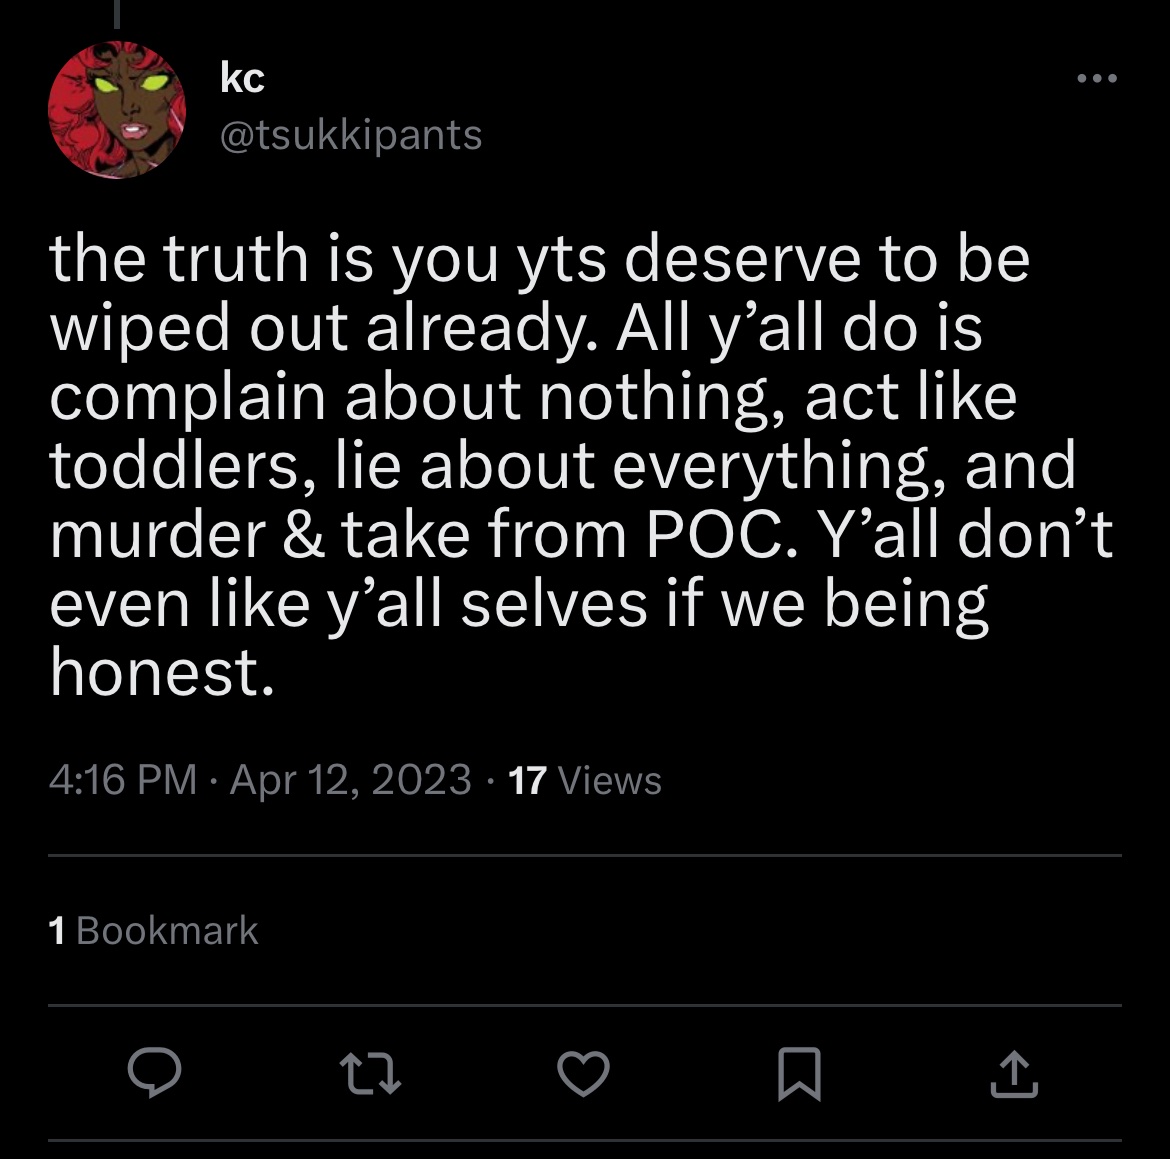 kc
@tsukkipants
the truth is you yts deserve to be
wiped out already. All y’all do is
complain about nothing, act like
toddlers, lie about everything, and
murder & take from POC. Y’all don’t
even like y’all selves if we being
honest.
4:16 PM · Apr 12, 2023 · 17 Views
1 Bookmark